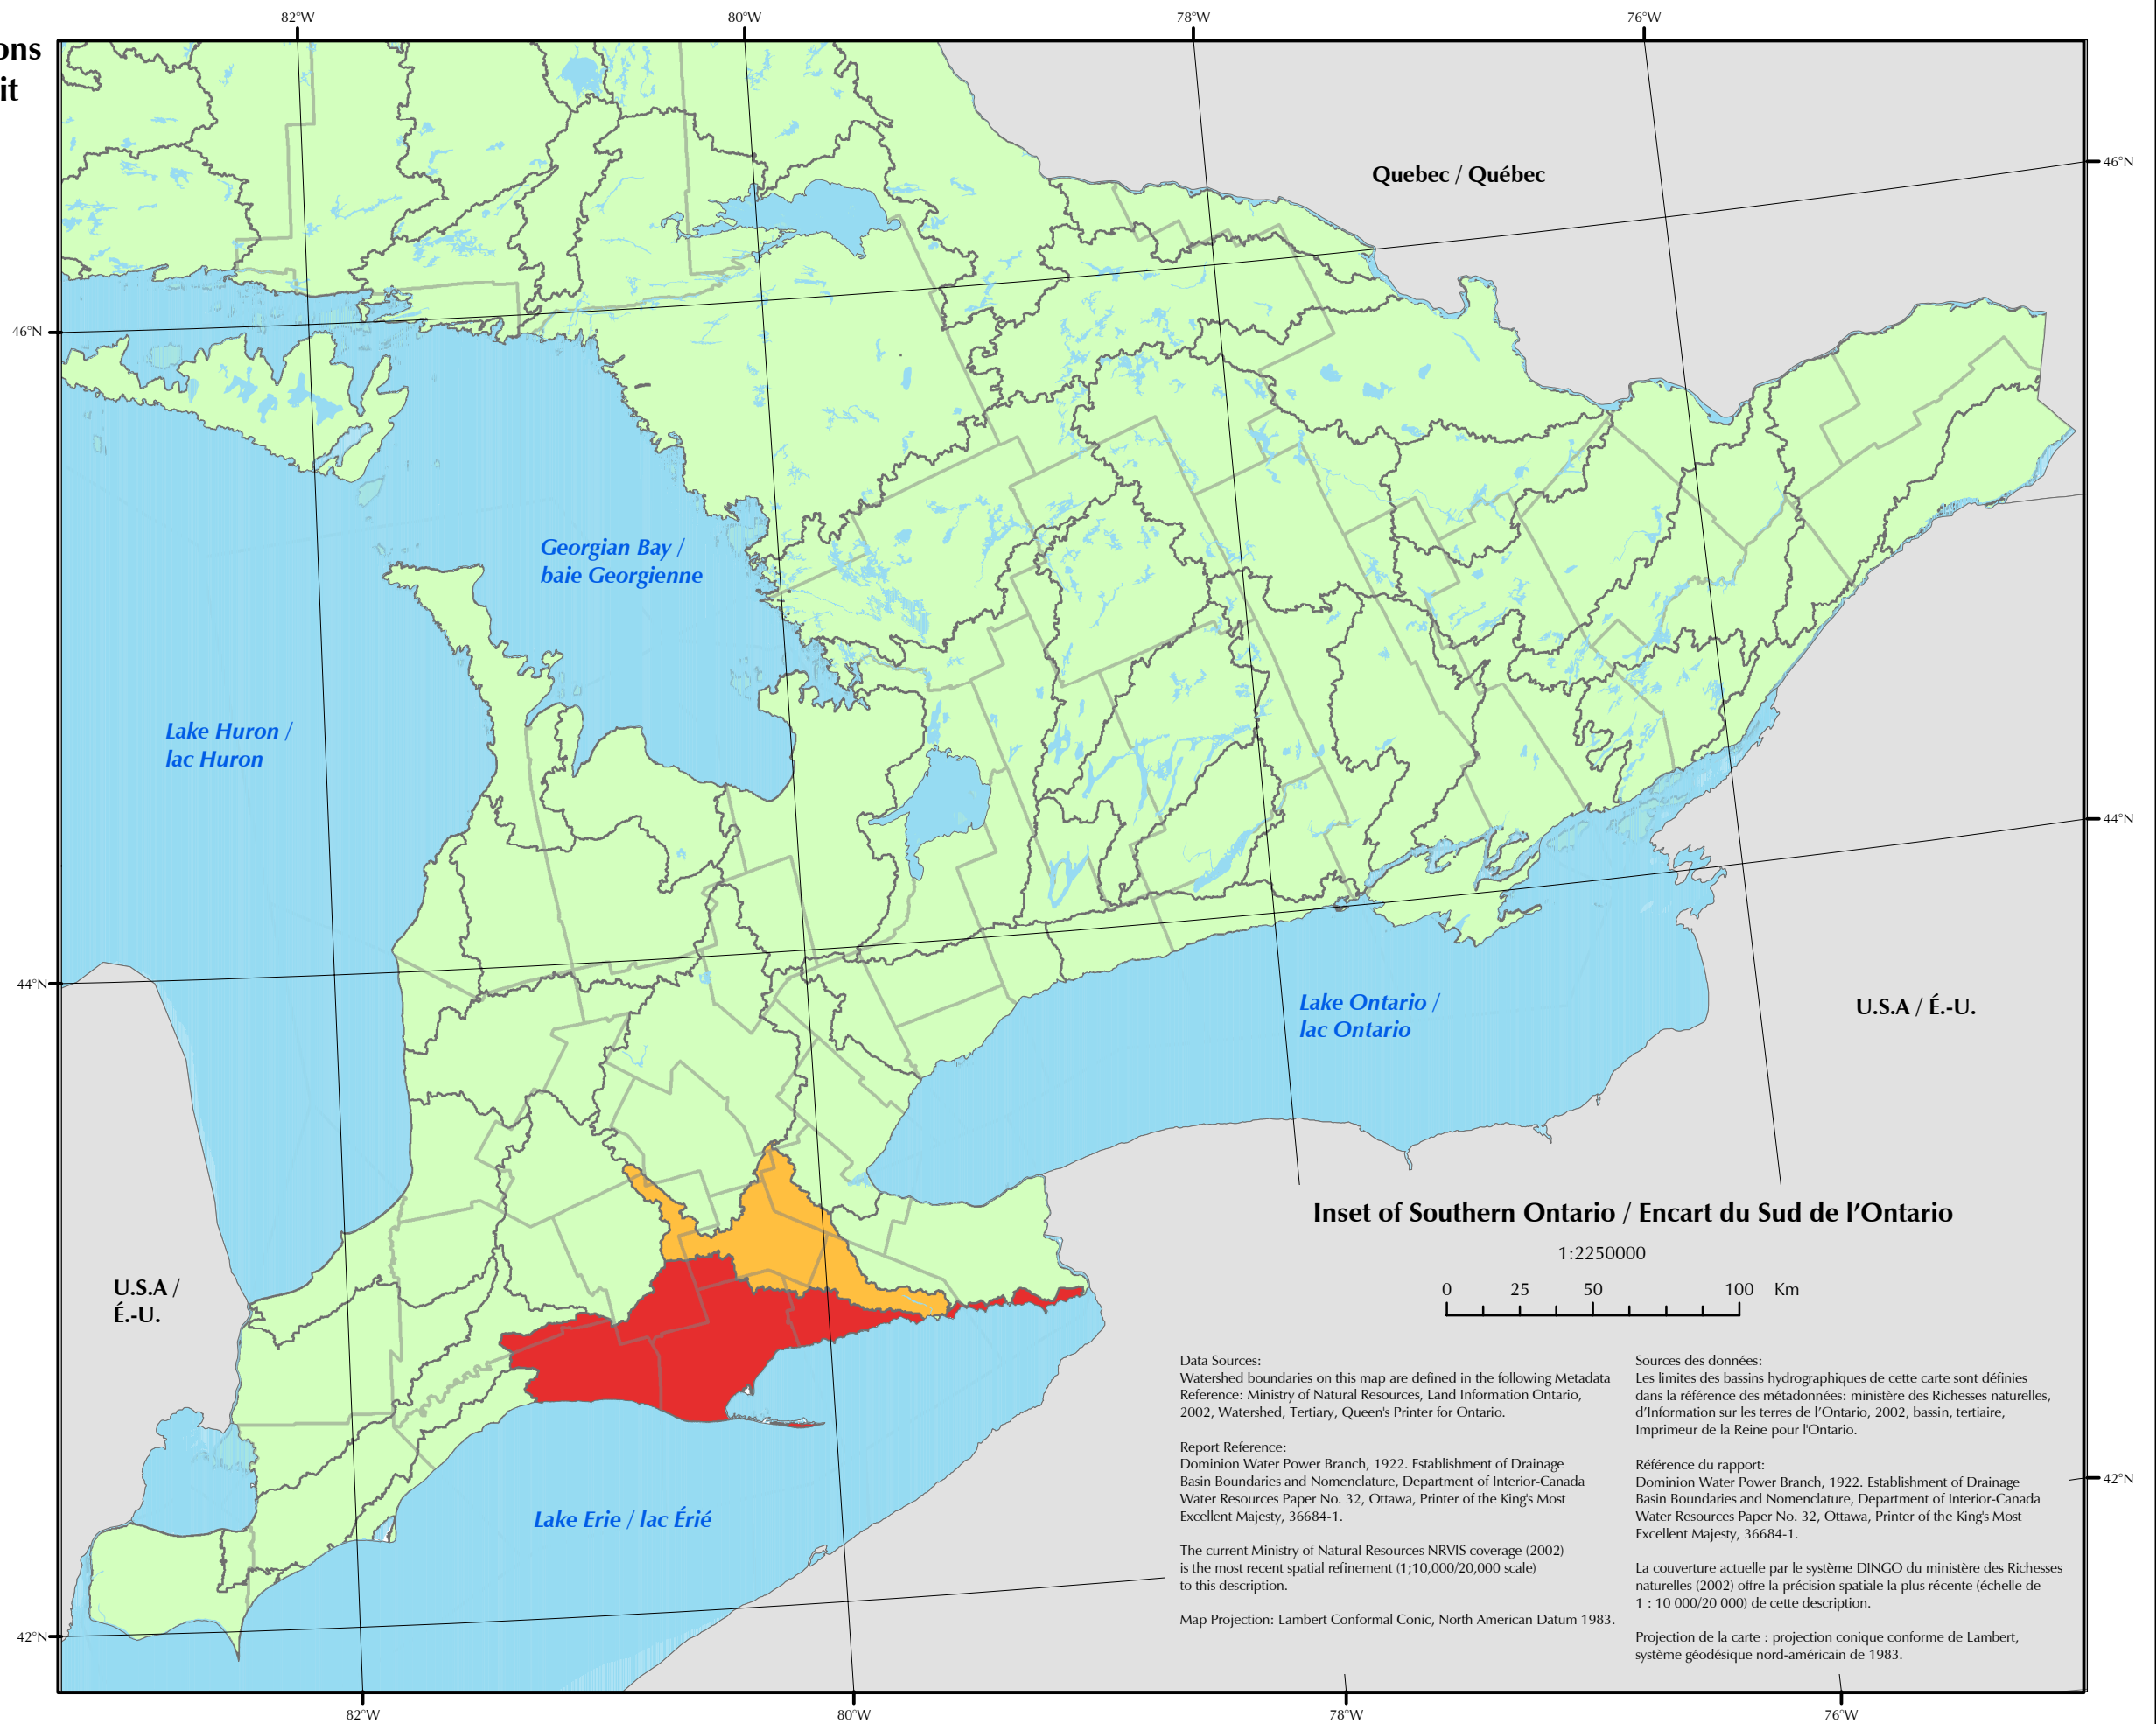 82°W
80°W
78°W
76°W
ons
it
Quebec / Québec
46°N
46°N
Georgian Bay /
baie Georgienne
Lake Huron /
lac Huron
44°N
44°N
Lake Ontario /
lac Ontario
U.S.A / É.-U.
Inset of Southern Ontario / Encart du Sud de l’Ontario
1:2250000
0 25 50 100 Km
U.S.A /
É.-U.
Data Sources:
Watershed boundaries on this map are defined in the following Metadata
Reference: Ministry of Natural Resources, Land Information Ontario,
2002, Watershed, Tertiary, Queen's Printer for Ontario.
Report Reference:
Dominion Water Power Branch, 1922. Establishment of Drainage
Basin Boundaries and Nomenclature, Department of Interior-Canada
Water Resources Paper No. 32, Ottawa, Printer of the King's Most
Excellent Majesty, 36684-1.
The current Ministry of Natural Resources NRVIS coverage (2002)
is the most recent spatial refinement (1;10,000/20,000 scale)
to this description.
Map Projection: Lambert Conformal Conic, North American Datum 1983.
Sources des données:
Les limites des bassins hydrographiques de cette carte sont définies
dans la référence des métadonnées: ministère des Richesses naturelles,
d’Information sur les terres de l’Ontario, 2002, bassin, tertiaire,
Imprimeur de la Reine pour l'Ontario.
Référence du rapport:
Dominion Water Power Branch, 1922. Establishment of Drainage
Basin Boundaries and Nomenclature, Department of Interior-Canada
Water Resources Paper No. 32, Ottawa, Printer of the King's Most
Excellent Majesty, 36684-1.
La couverture actuelle par le système DINGO du ministère des Richesses
naturelles (2002) offre la précision spatiale la plus récente (échelle de
1 : 10 000/20 000) de cette description.
Projection de la carte : projection conique conforme de Lambert,
système géodésique nord-américain de 1983.
Lake Erie / lac Érié
42°N
42°N
82°W
80°W
78°W
76°W